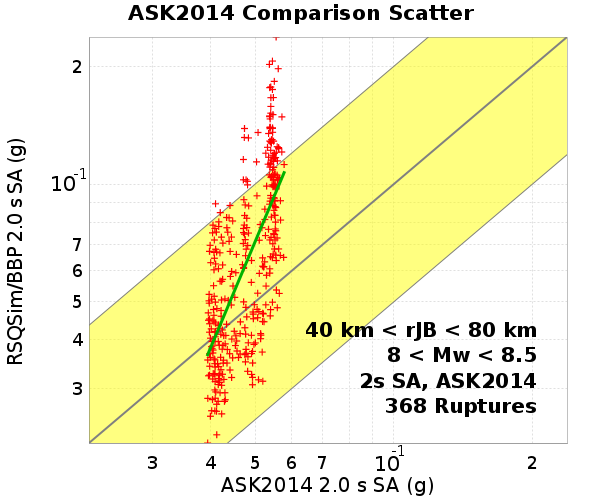 ASK2014 Comparison Scatter
RSQSim/BBP 2.0 s SA (g)
2
10^-1
7
6
5
4
3
40 km < rJB < 80 km
8 < Mw < 8.5
2s SA, ASK2014
368 Ruptures
3 4 5 6 7 10^-1 2
ASK2014 2.0 s SA (g)